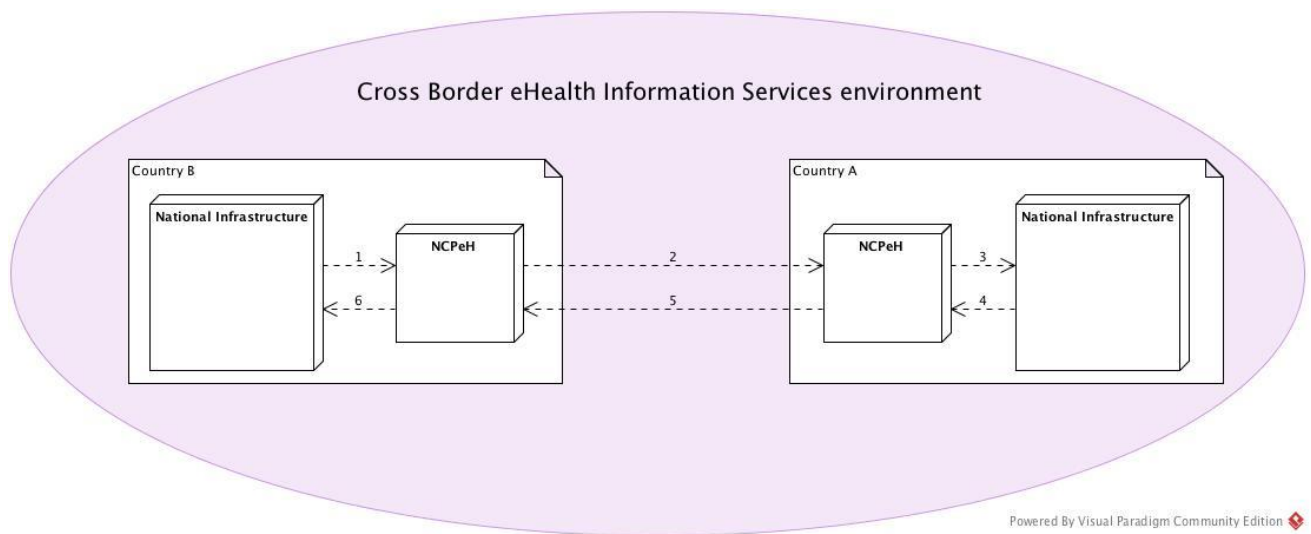 Cross Border eHealth Information Services environment
Country B
National Infrastructure
NCPeH
1
6
2
5
Country A
NCPeH
National Infrastructure
3
4
Powered By Visual Paradigm Community Edition